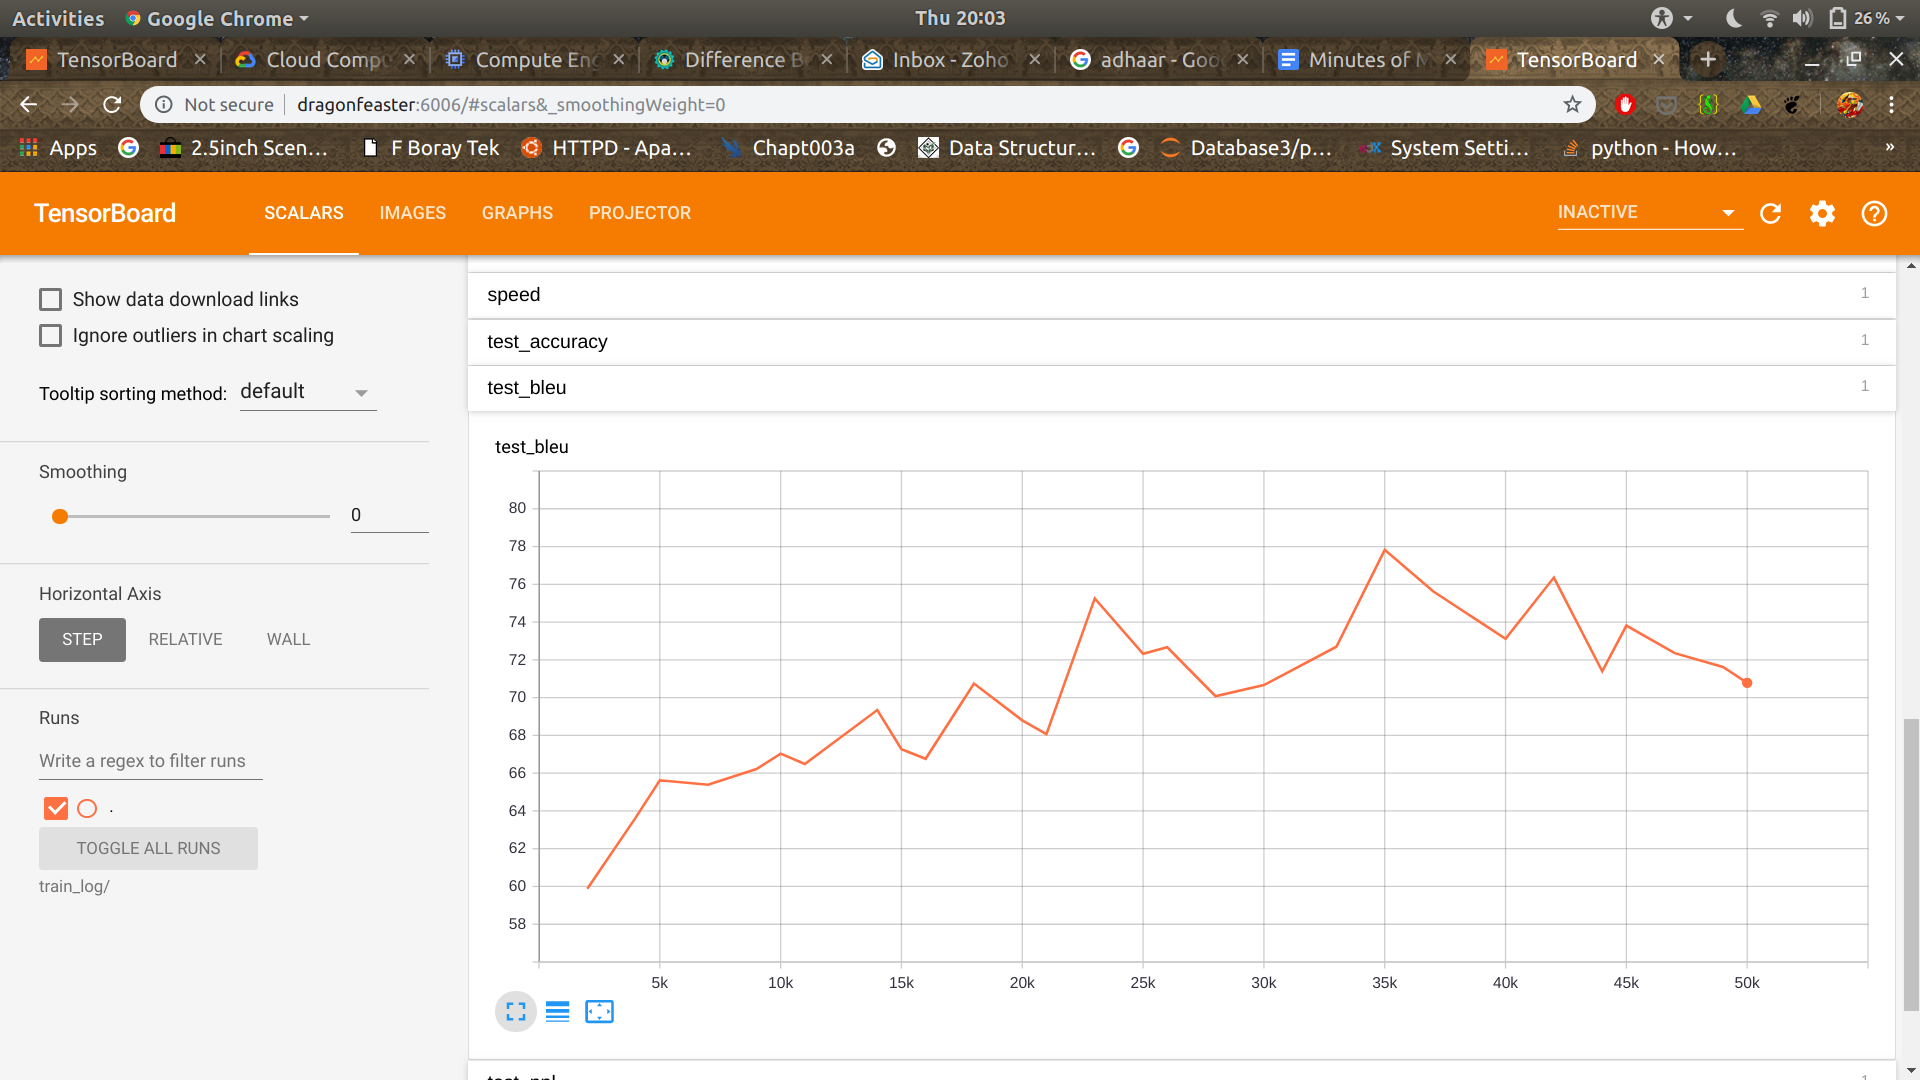 Activities Google Chrome Thu 20:03 26 %
TensorBoard Cloud Comp Compute En Difference B Inbox - Zoho adhaar - Goo Minutes of M TensorBoard
Not secure dragonfeaster:6006/#scalars&_smoothingWeight=0
Apps 2.5inch Scen... F Boray Tek HTTPD - Apa... Chapt003a Data Structur... Database3/p... System Setti... python - How... »
TensorBoard SCALARS IMAGES GRAPHS PROJECTOR INACTIVE
Show data download links
Ignore outliers in chart scaling
Tooltip sorting method: default
Smoothing
0
Horizontal Axis
STEP RELATIVE WALL
Runs
Write a regex to filter runs
.
TOGGLE ALL RUNS
train_log/
speed 1
test_accuracy 1
test_bleu 1
test_bleu
80
78
76
74
72
70
68
66
64
62
60
58
5k 10k 15k 20k 25k 30k 35k 40k 45k 50k